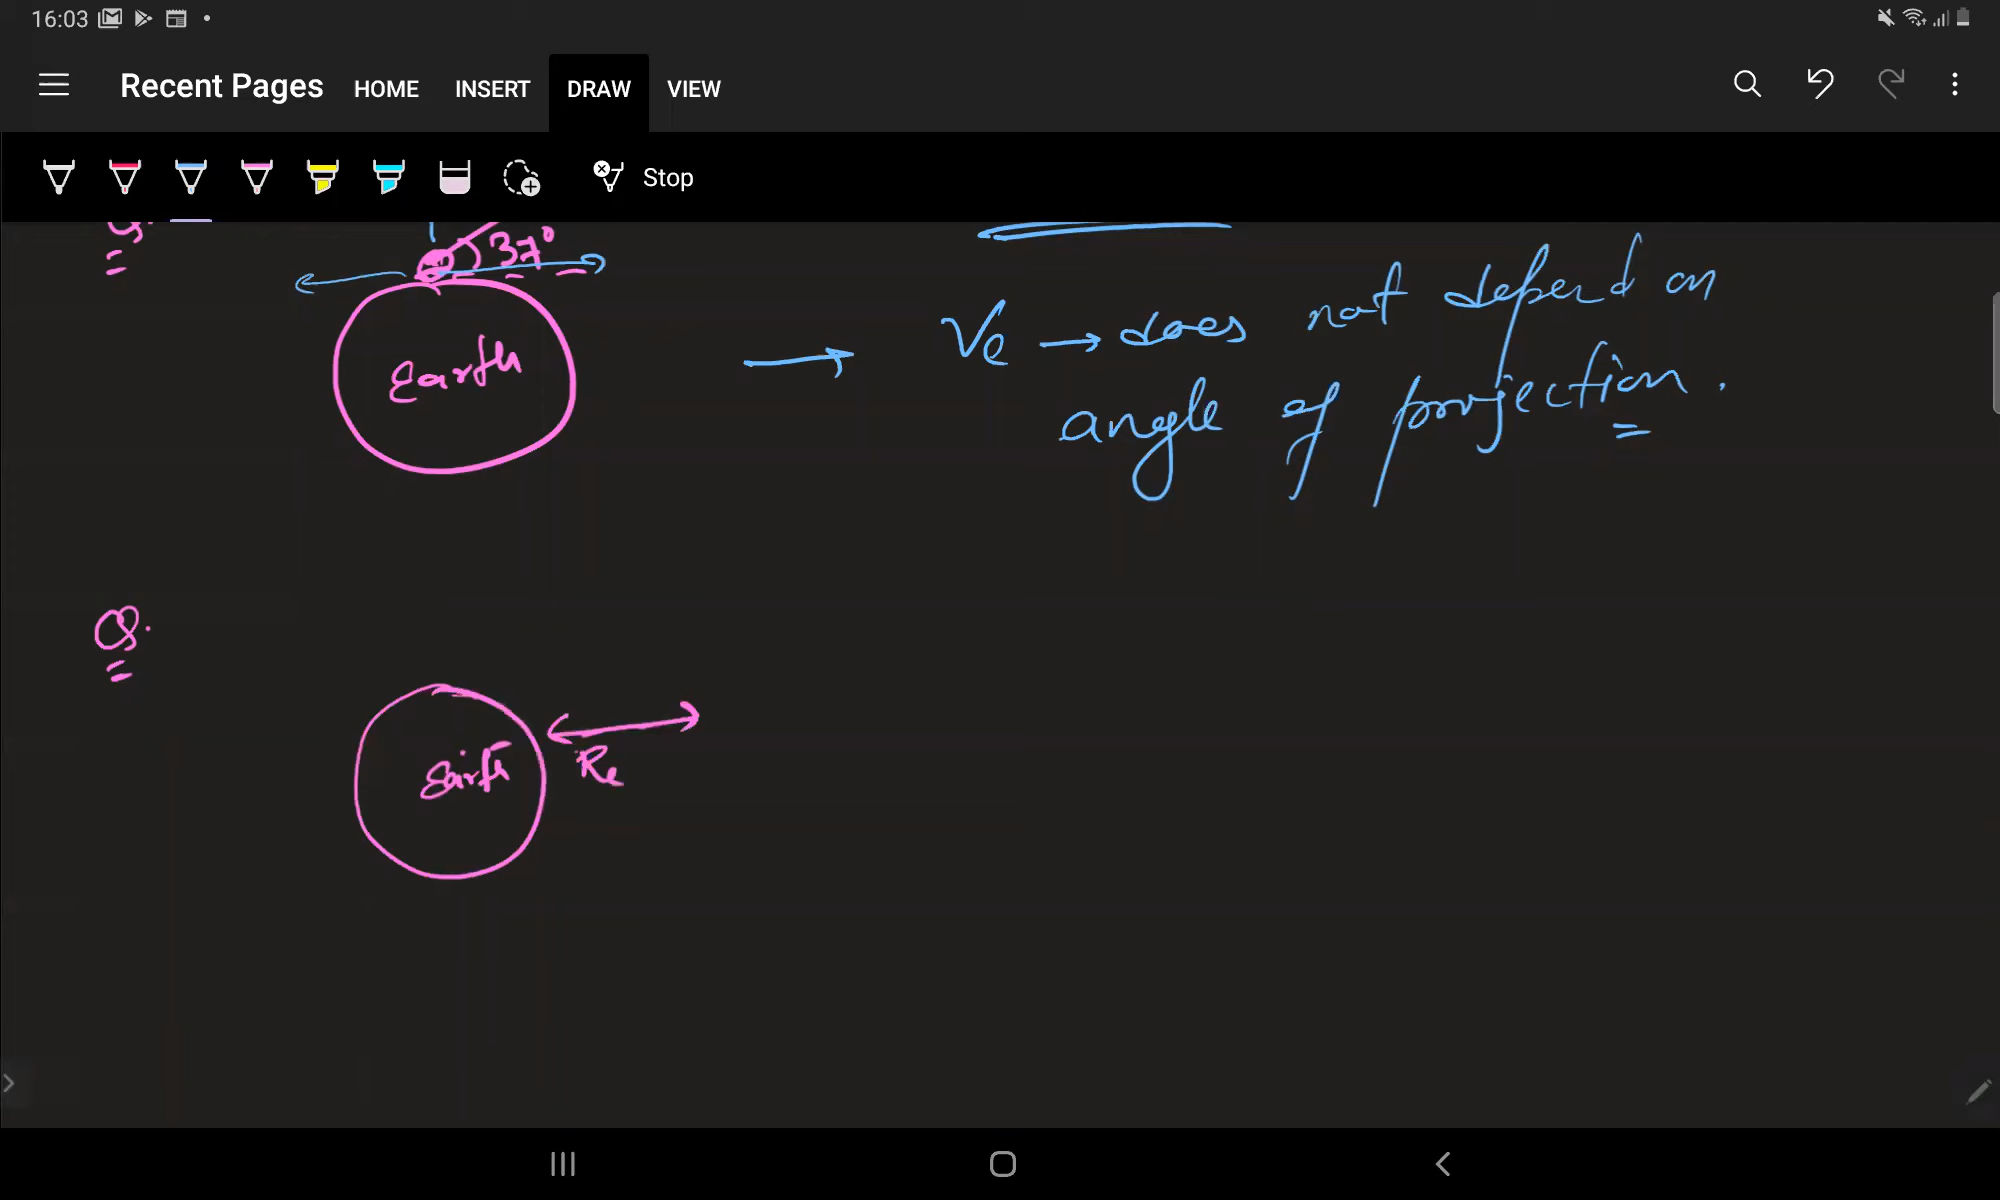 16:03
Recent Pages HOME INSERT DRAW VIEW
Stop
Q.
37°
Earth
Ve → does not depend on
angle of projection.
Q.
Earth
Re